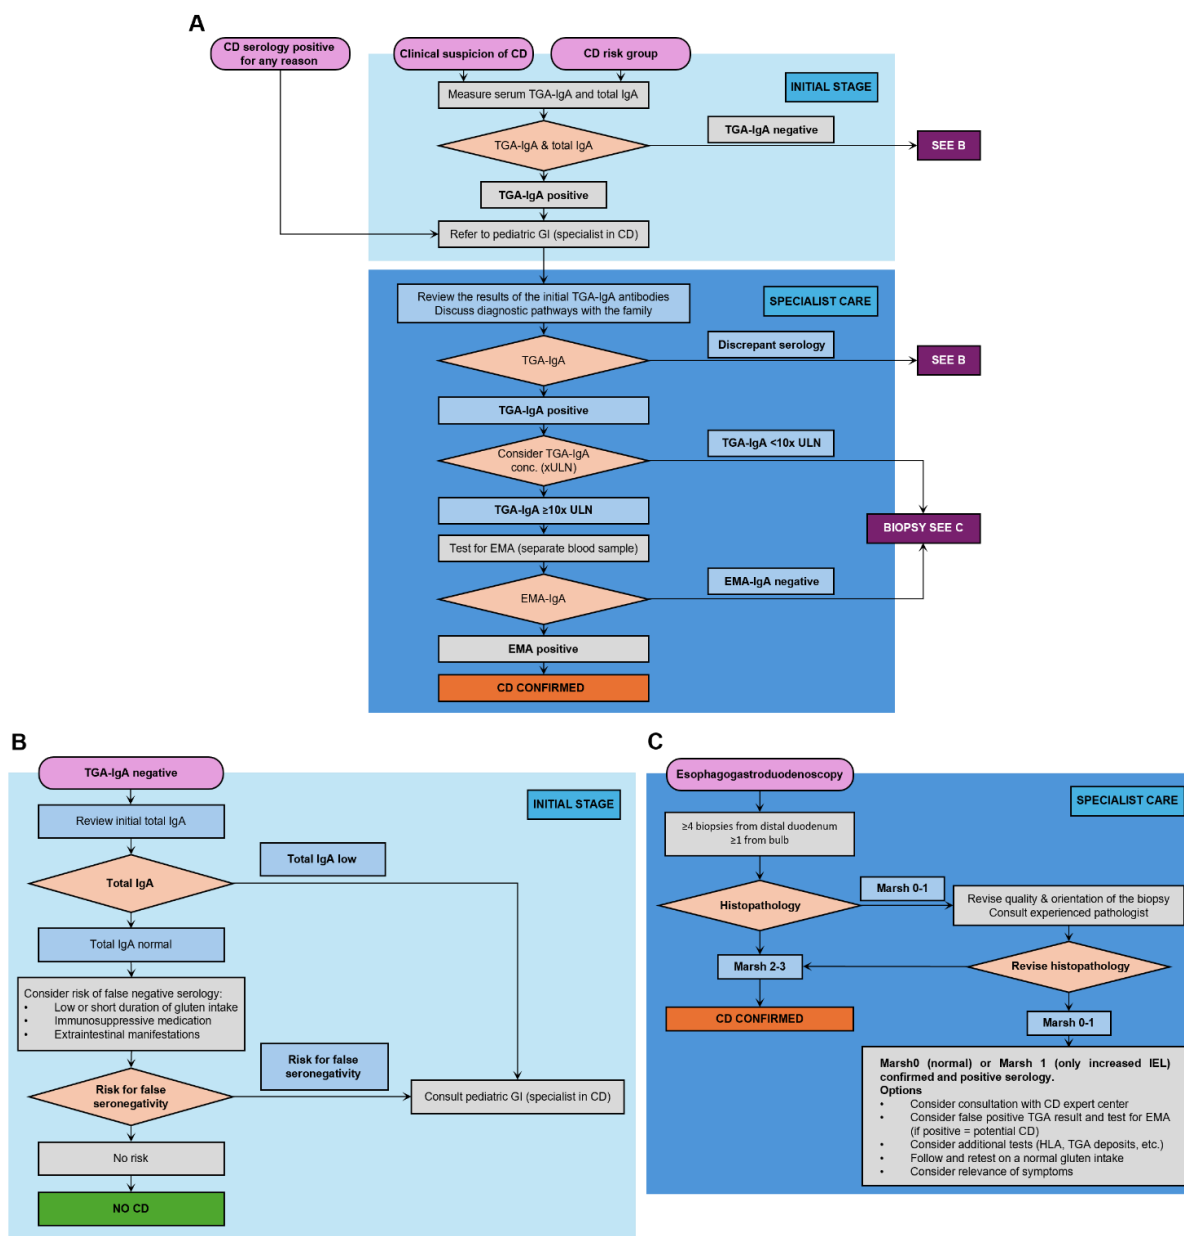 A
CD serology positive
for any reason
Clinical suspicion of CD
CD risk group
INITIAL STAGE
Measure serum TGA-IgA and total IgA
TGA-IgA & total IgA
TGA-IgA negative
SEE B
TGA-IgA positive
Refer to pediatric GI (specialist in CD)
Review the results of the initial TGA-IgA antibodies
Discuss diagnostic pathways with the family
SPECIALIST CARE
TGA-IgA
Discrepant serology
SEE B
TGA-IgA positive
Consider TGA-IgA
conc. (xULN)
TGA-IgA <10x ULN
TGA-IgA ≥10x ULN
BIOPSY SEE C
Test for EMA (separate blood sample)
EMA-IgA
EMA-IgA negative
EMA positive
CD CONFIRMED
B
TGA-IgA negative
INITIAL STAGE
Review initial total IgA
Total IgA
Total IgA low
Total IgA normal
Consider risk of false negative serology:
• Low or short duration of gluten intake
• Immunosuppressive medication
• Extraintestinal manifestations
Risk for false
seronegativity
Risk for false
seronegativity
Consult pediatric GI (specialist in CD)
No risk
NO CD
C
Esophagogastroduodenoscopy
SPECIALIST CARE
≥4 biopsies from distal duodenum
≥1 from bulb
Histopathology
Marsh 0-1
Revise quality & orientation of the biopsy
Consult experienced pathologist
Marsh 2-3
Revise histopathology
CD CONFIRMED
Marsh 0-1
Marsh0 (normal) or Marsh 1 (only increased IEL)
confirmed and positive serology.
Options
• Consider consultation with CD expert center
• Consider false positive TGA result and test for EMA
(if positive = potential CD)
• Consider additional tests (HLA, TGA deposits, etc.)
• Follow and retest on a normal gluten intake
• Consider relevance of symptoms